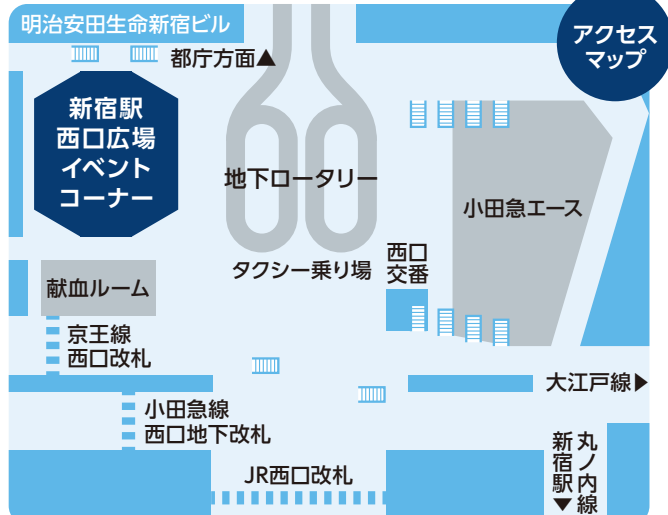 明治安田生命新宿ビル
アクセス
マップ
都庁方面▲
新宿駅
西口広場
イベント
コーナー
地下ロータリー
小田急エース
西口
交番
タクシー乗り場
献血ルーム
京王線
西口改札
大江戸線▶
小田急線
西口地下改札
丸ノ内線
新宿駅▼
JR西口改札